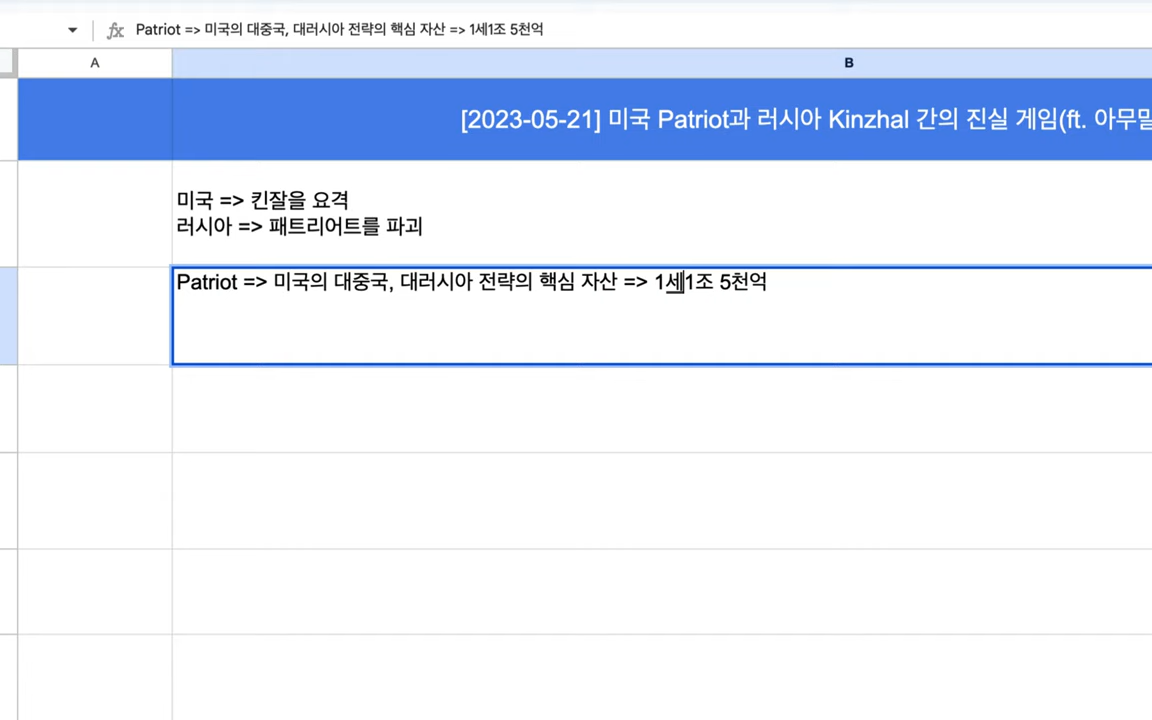 Patriot => 미국의 대중국, 대러시아 전략의 핵심 자산 => 1세1조 5천억
A B
[2023-05-21] 미국 Patriot과 러시아 Kinzhal 간의 진실 게임(ft. 아무말
미국 => 킨잘을 요격
러시아 => 패트리어트를 파괴
Patriot => 미국의 대중국, 대러시아 전략의 핵심 자산 => 1세1조 5천억